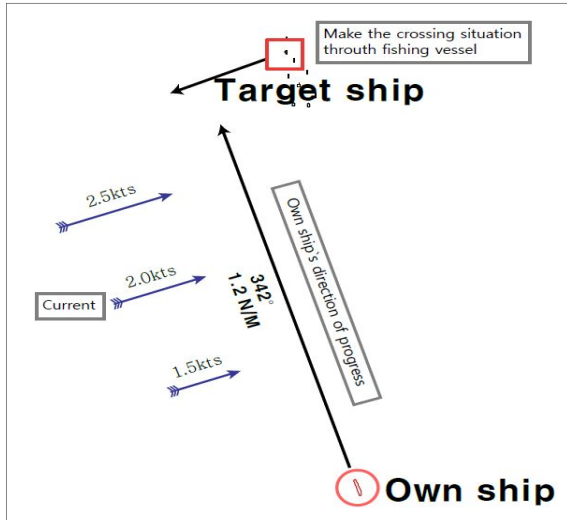 Make the crossing situation
throuth fishing vessel
Target ship
2.5kts
2.0kts
Current
1.5kts
342°
1.2 N/M
Own ship`s direction of progress
Own ship